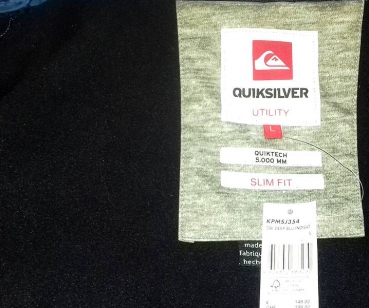 QUIKSILVER
UTILITY
L
QUIKTECH
5.000 MM
SLIM FIT
KPMSJ354
made
fabriqu
hech